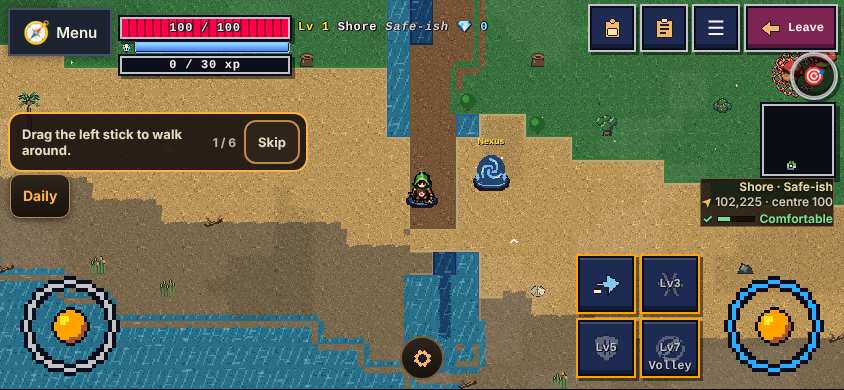 Menu
100 / 100
Lv 1 Shore Safe-ish 0
0 / 30 xp
Leave
Drag the left stick to walk around.
1 / 6
Skip
Daily
Nexus
Shore · Safe-ish
102,225 · centre 100
Comfortable
Lv3
Lv5
Lv7
Volley